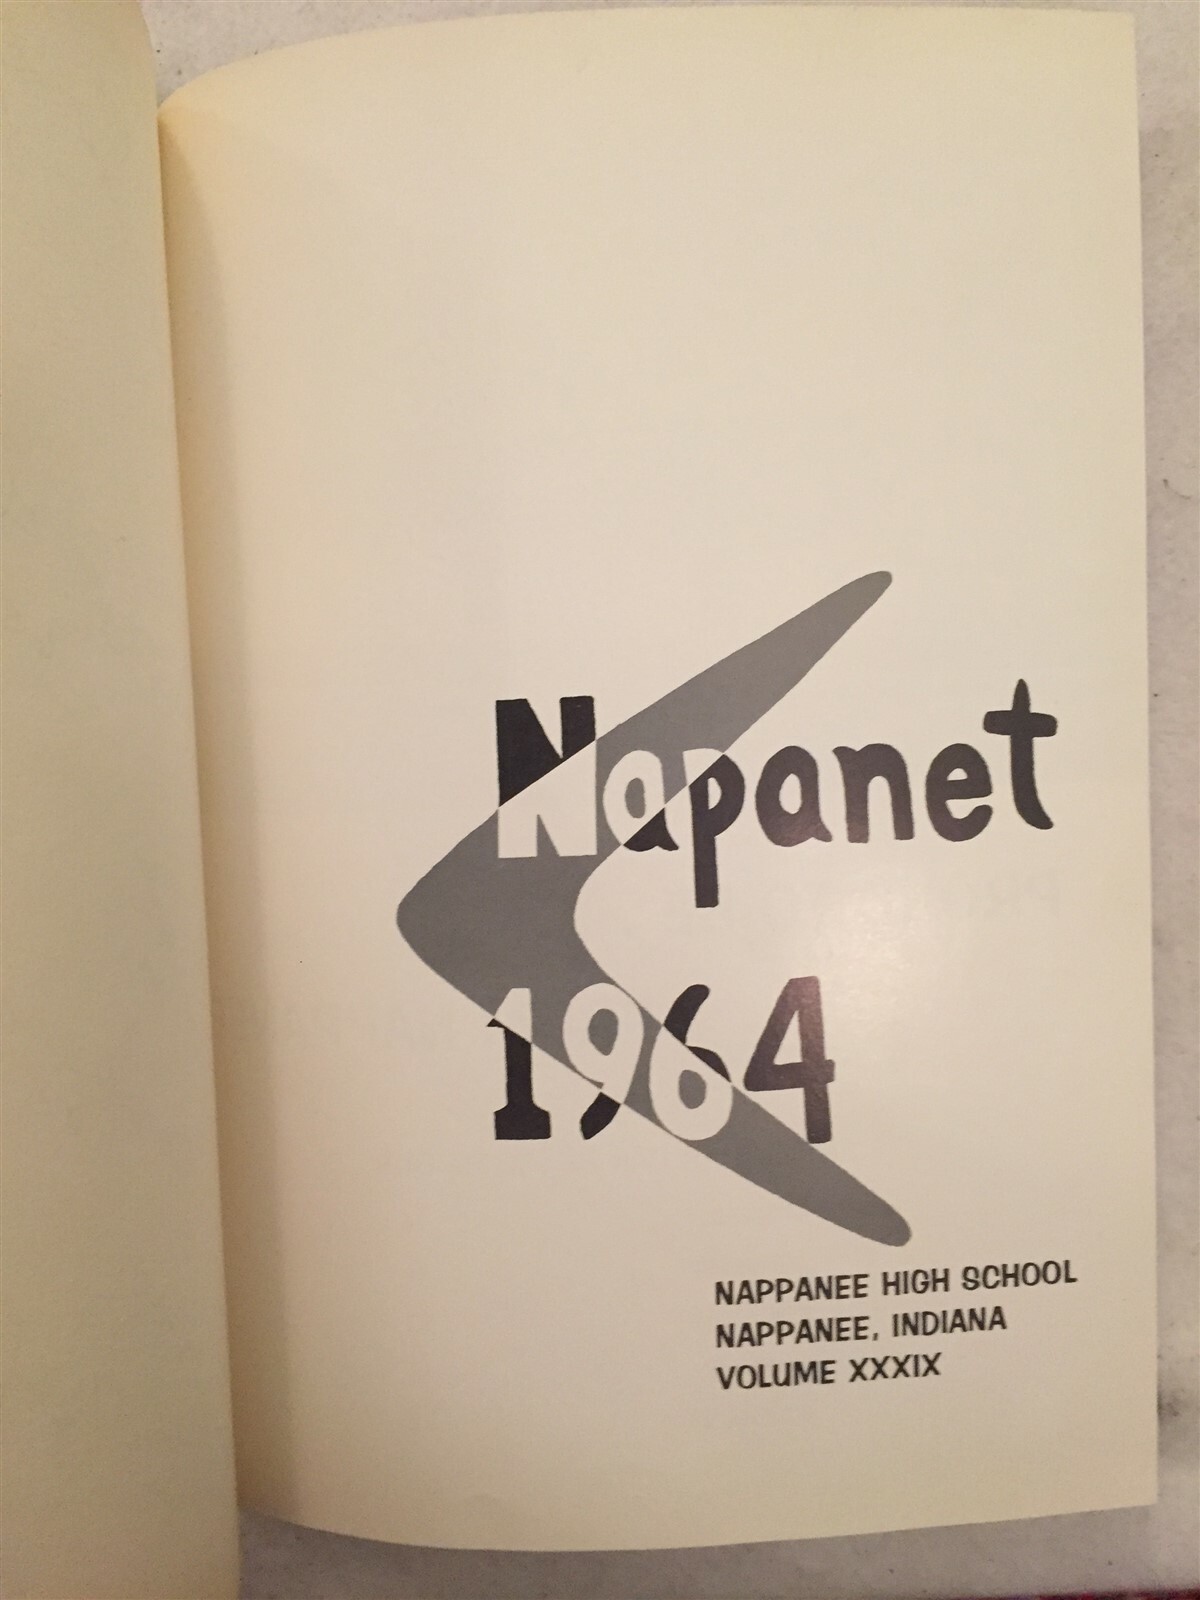 Napanet
1964
NAPPANEE HIGH SCHOOL
NAPPANEE, INDIANA
VOLUME XXXIX